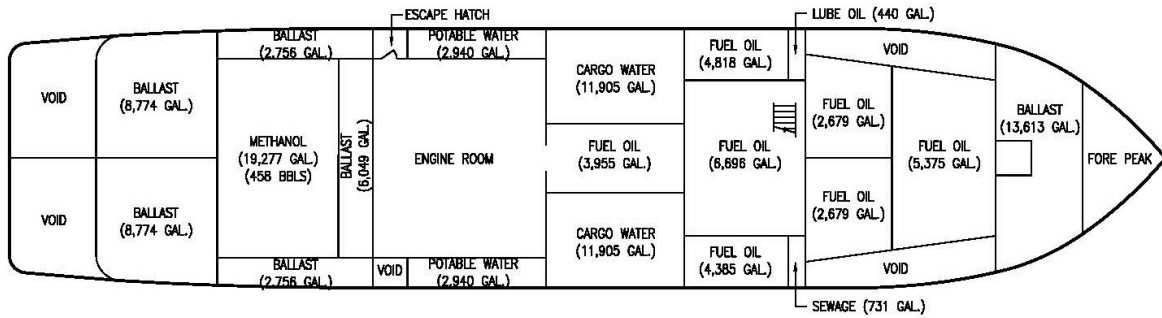 ESCAPE HATCH
LUBE OIL (440 GAL.)
BALLAST
(2.756 GAL.)
POTABLE WATER
(2.940 GAL.)
FUEL OIL
(4,818 GAL.)
VOID
VOID
BALLAST
(8,774 GAL.)
CARGO WATER
(11,905 GAL.)
FUEL OIL
(2,679 GAL.)
BALLAST
(13,613 GAL.)
METHANOL
(19,277 GAL.)
(458 BBLS)
BALLAST
(6,049 GAL.)
ENGINE ROOM
FUEL OIL
(3,955 GAL.)
FUEL OIL
(6,696 GAL.)
FUEL OIL
(5,375 GAL.)
FORE PEAK
VOID
BALLAST
(8,774 GAL.)
CARGO WATER
(11,905 GAL.)
FUEL OIL
(2,679 GAL.)
BALLAST
(2.756 GAL.)
VOID
POTABLE WATER
(2.940 GAL.)
FUEL OIL
(4,385 GAL.)
VOID
SEWAGE (731 GAL.)